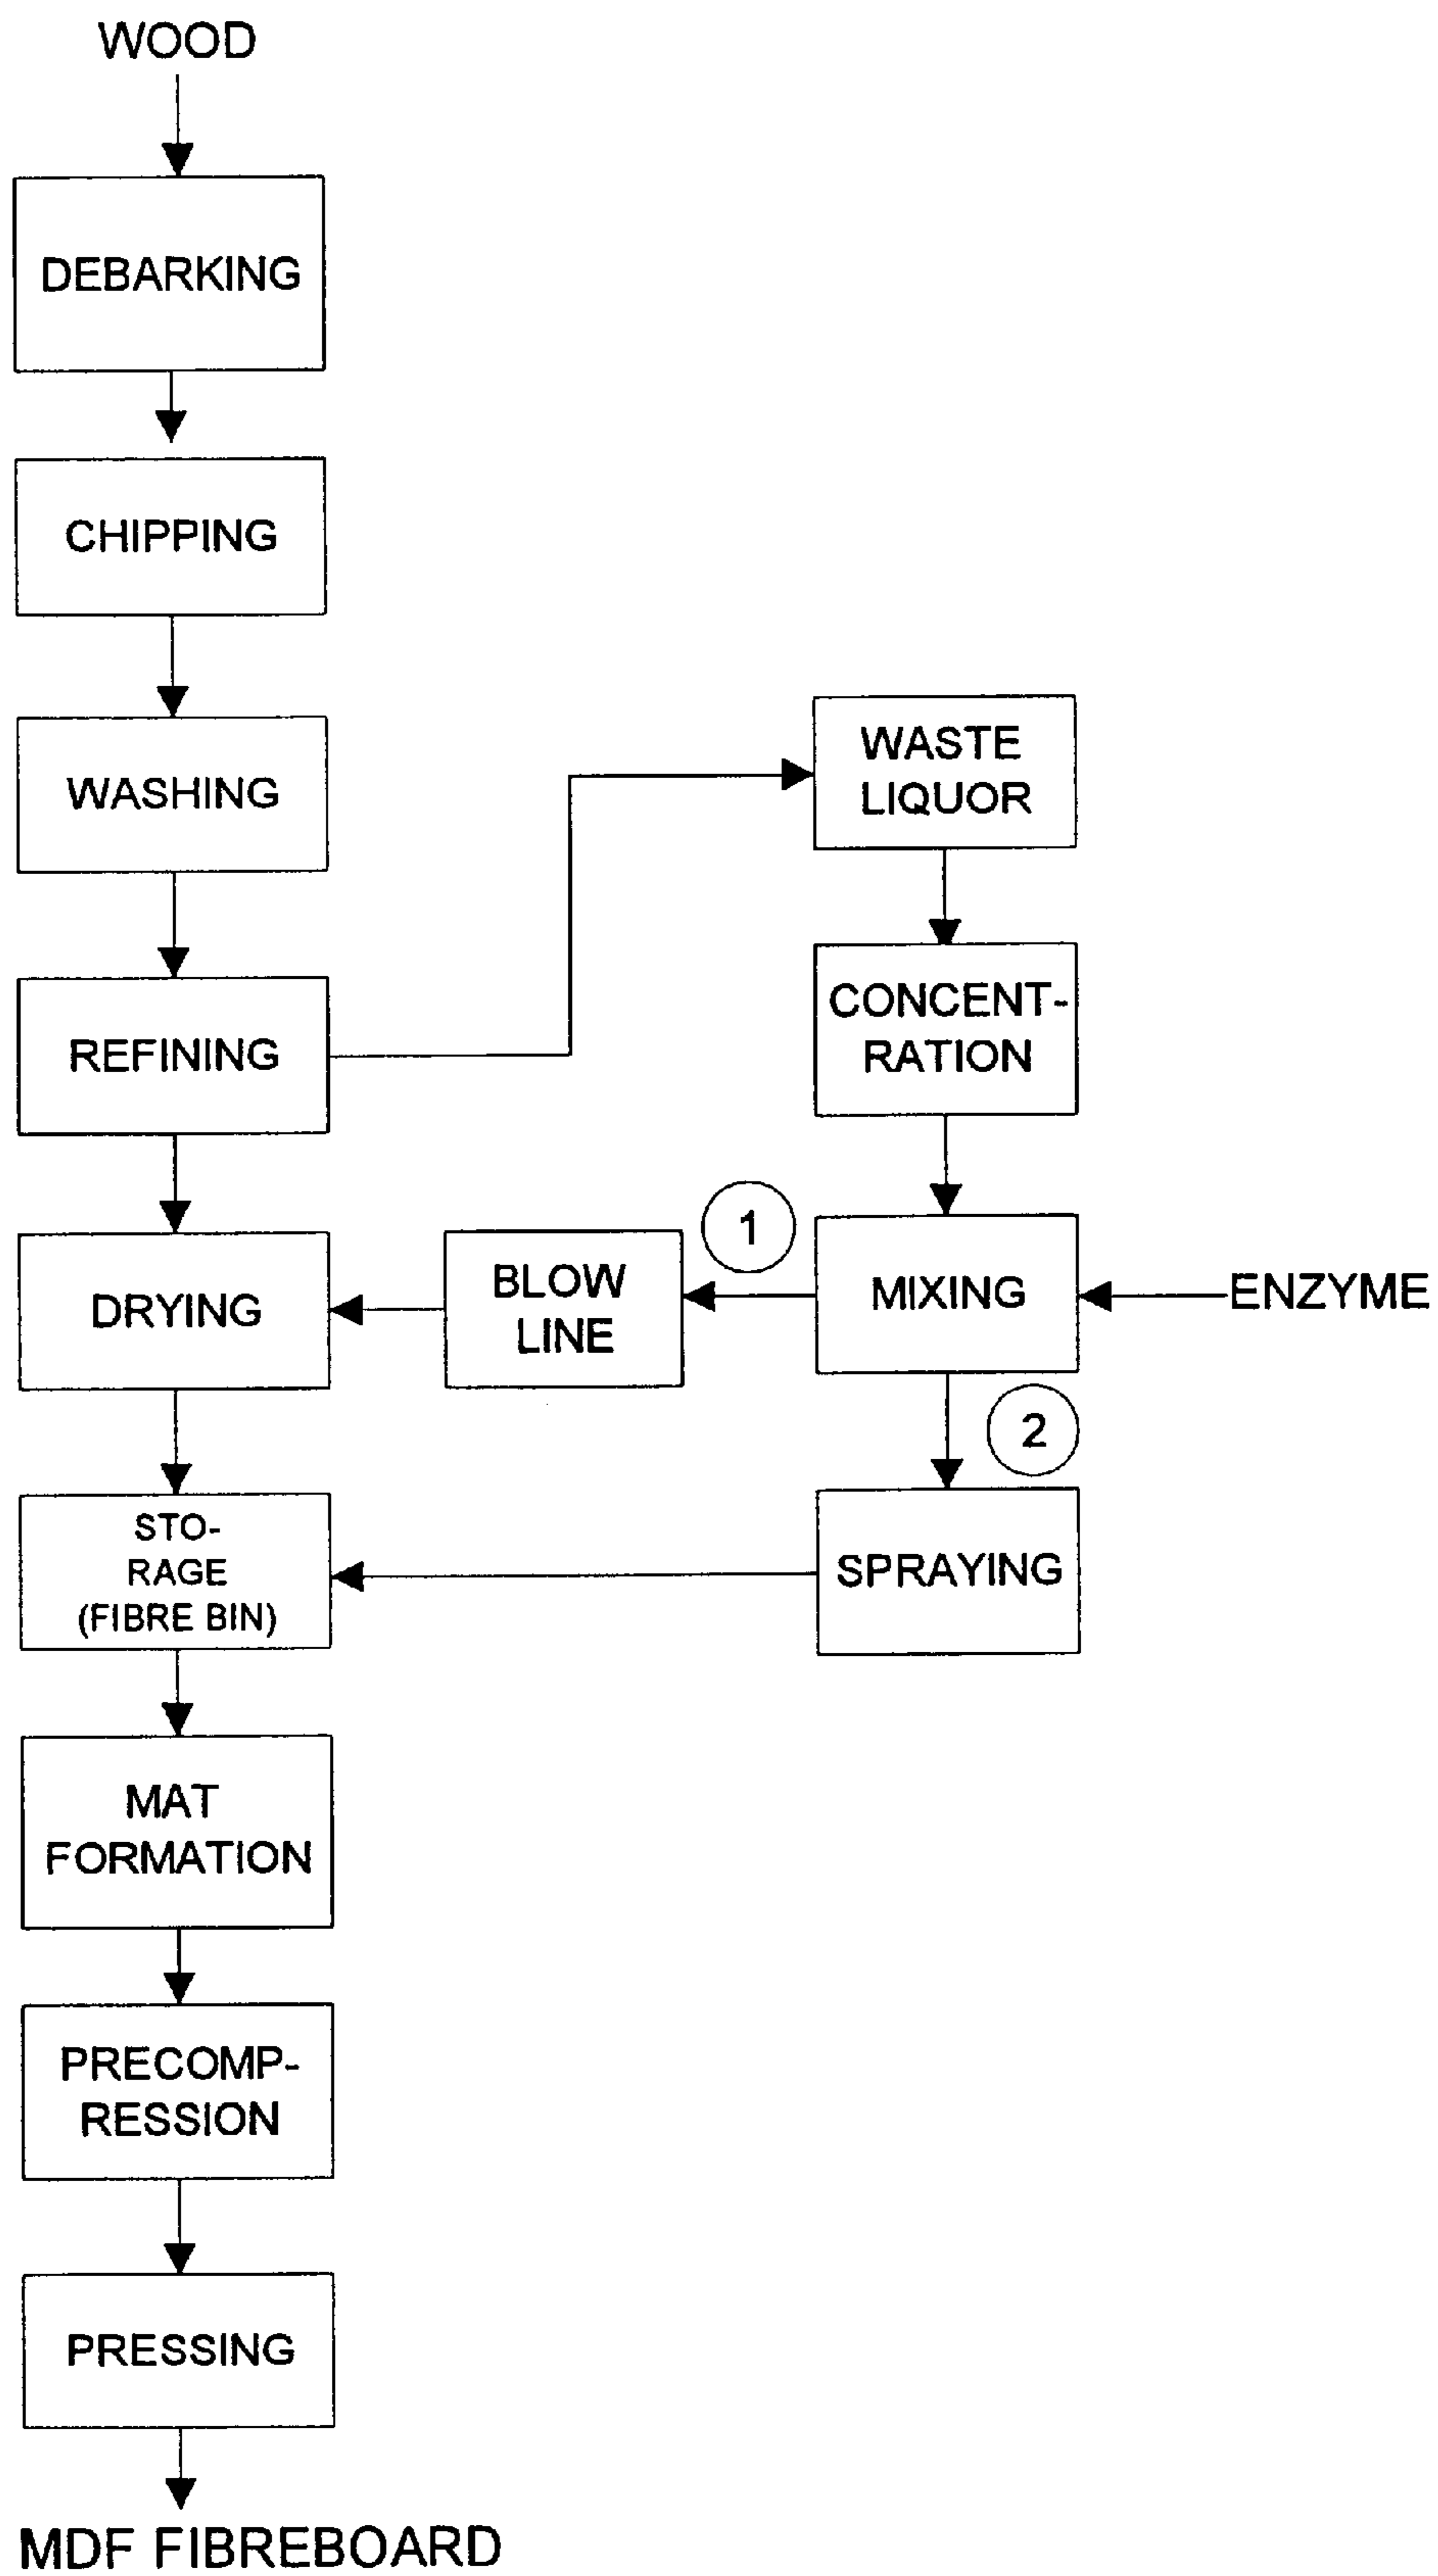 WOOD
DEBARKING
CHIPPING
WASHING
WASTE
LIQUOR
REFINING
CONCENT-
RATION
1
DRYING
BLOW
LINE
MIXING
ENZYME
2
STO-
RAGE
(FIBRE BIN)
SPRAYING
MAT
FORMATION
PRECOMP-
RESSION
PRESSING
MDF FIBREBOARD